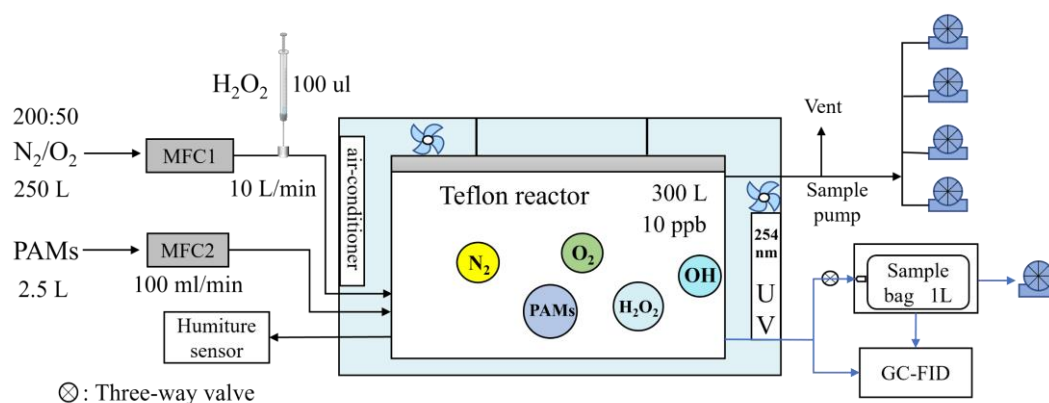 200:50
N₂/O₂
250 L
MFC1
10 L/min
H₂O₂
100 ul
PAMs
2.5 L
MFC2
100 ml/min
Humiture
sensor
⊗: Three-way valve
air-conditioner
Teflon reactor
300 L
10 ppb
N₂
O₂
OH
PAMs
H₂O₂
254
nm
U
V
Vent
Sample
pump
Sample
bag 1L
GC-FID